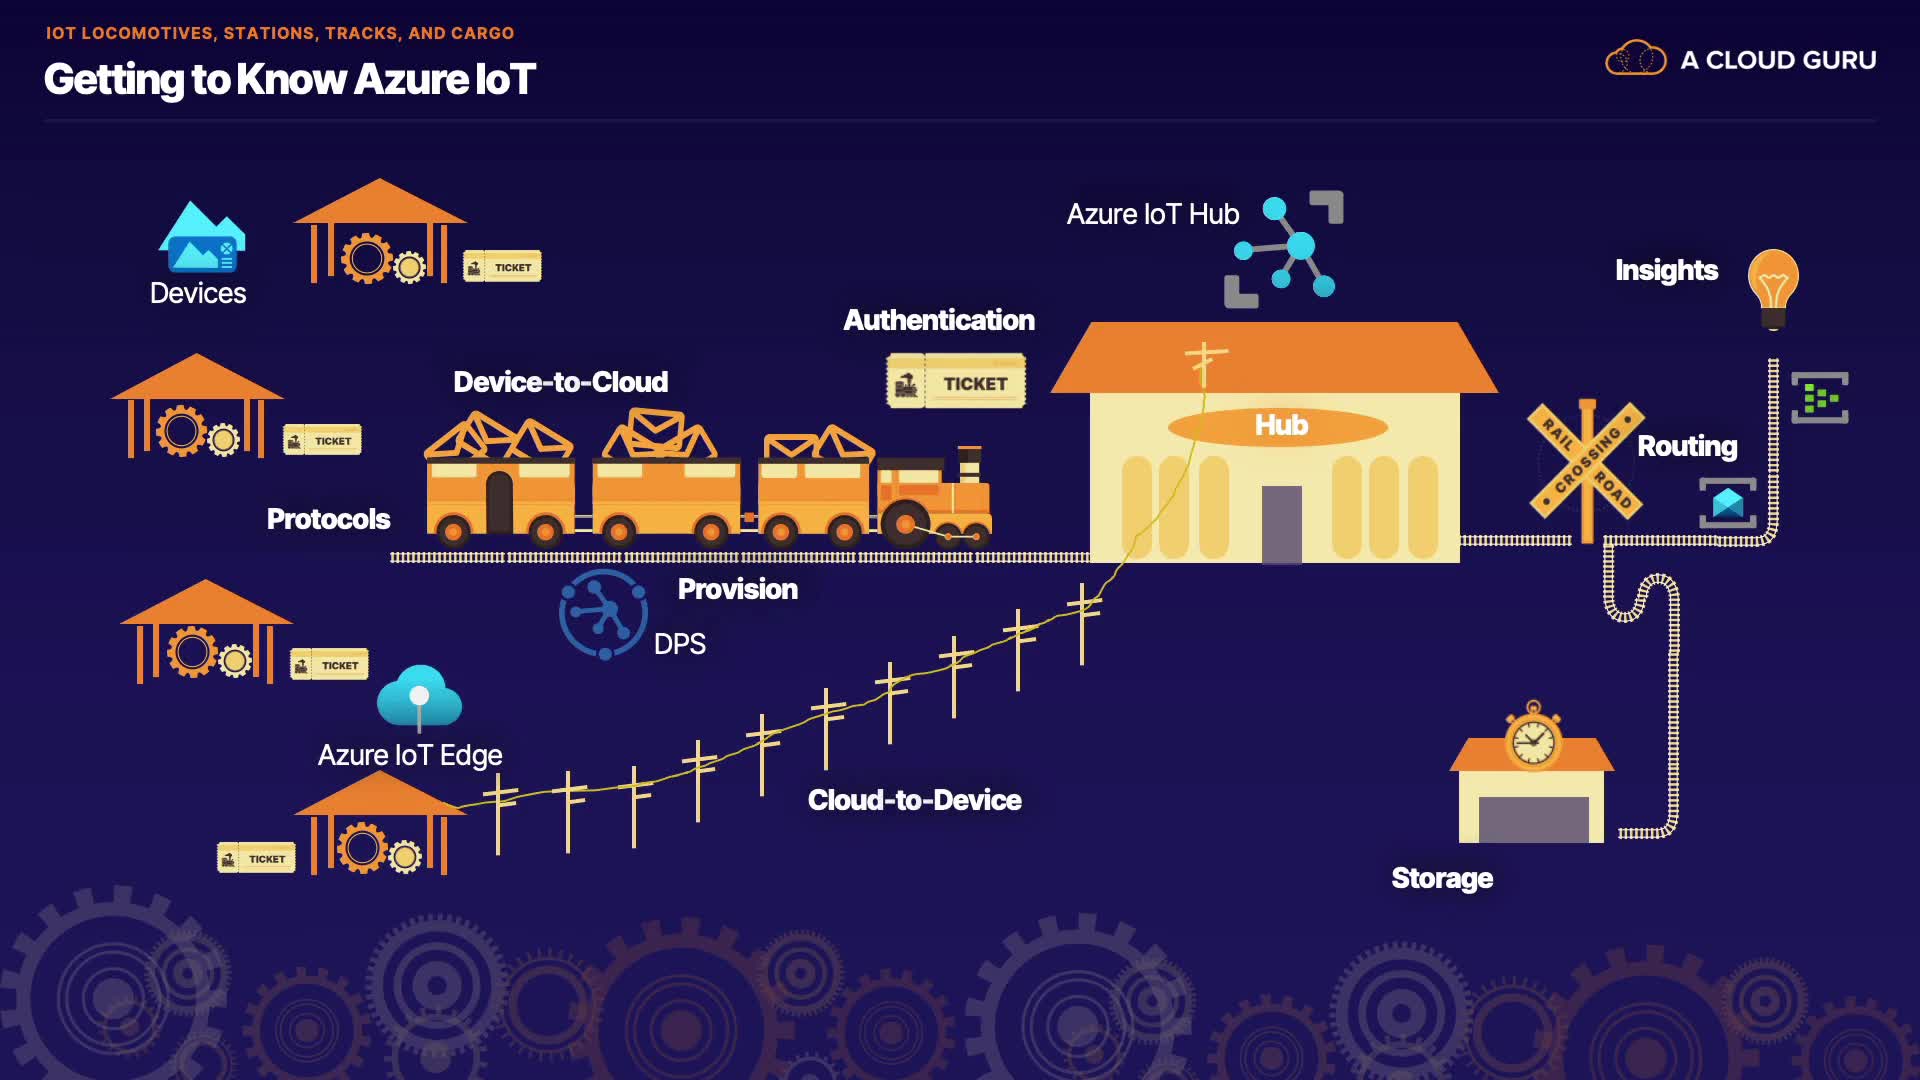 IOT LOCOMOTIVES, STATIONS, TRACKS, AND CARGO
Getting to Know Azure IoT
A CLOUD GURU
Azure IoT Hub
Insights
Devices
TICKET
Authentication
TICKET
Device-to-Cloud
Hub
RAIL ROAD
CROSSING
Routing
TICKET
Protocols
Provision
DPS
TICKET
Azure IoT Edge
Cloud-to-Device
TICKET
Storage